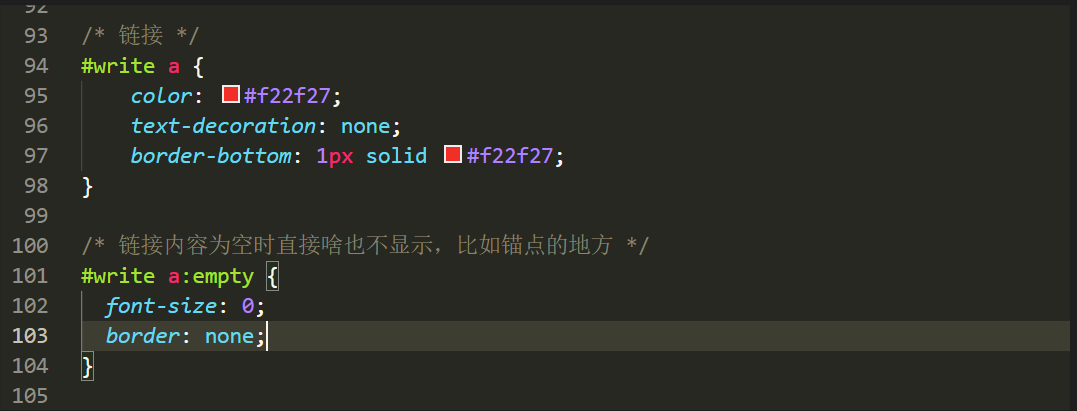 92
93 /* 链接 */
94 #write a {
95     color: #f22f27;
96     text-decoration: none;
97     border-bottom: 1px solid #f22f27;
98 }
99
100 /* 链接内容为空时直接啥也不显示，比如锚点的地方 */
101 #write a:empty {
102   font-size: 0;
103   border: none;
104 }
105